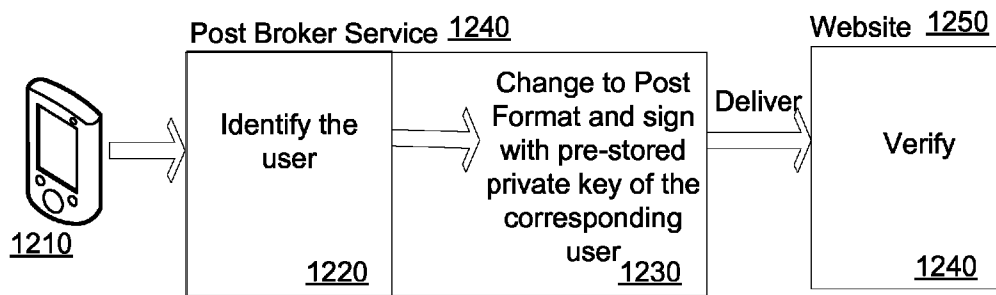 Post Broker Service 1240
Website 1250
Identify the
user
1220
Change to Post
Format and sign
with pre-stored
private key of the
corresponding
user
1230
Deliver
Verify
1240
1210